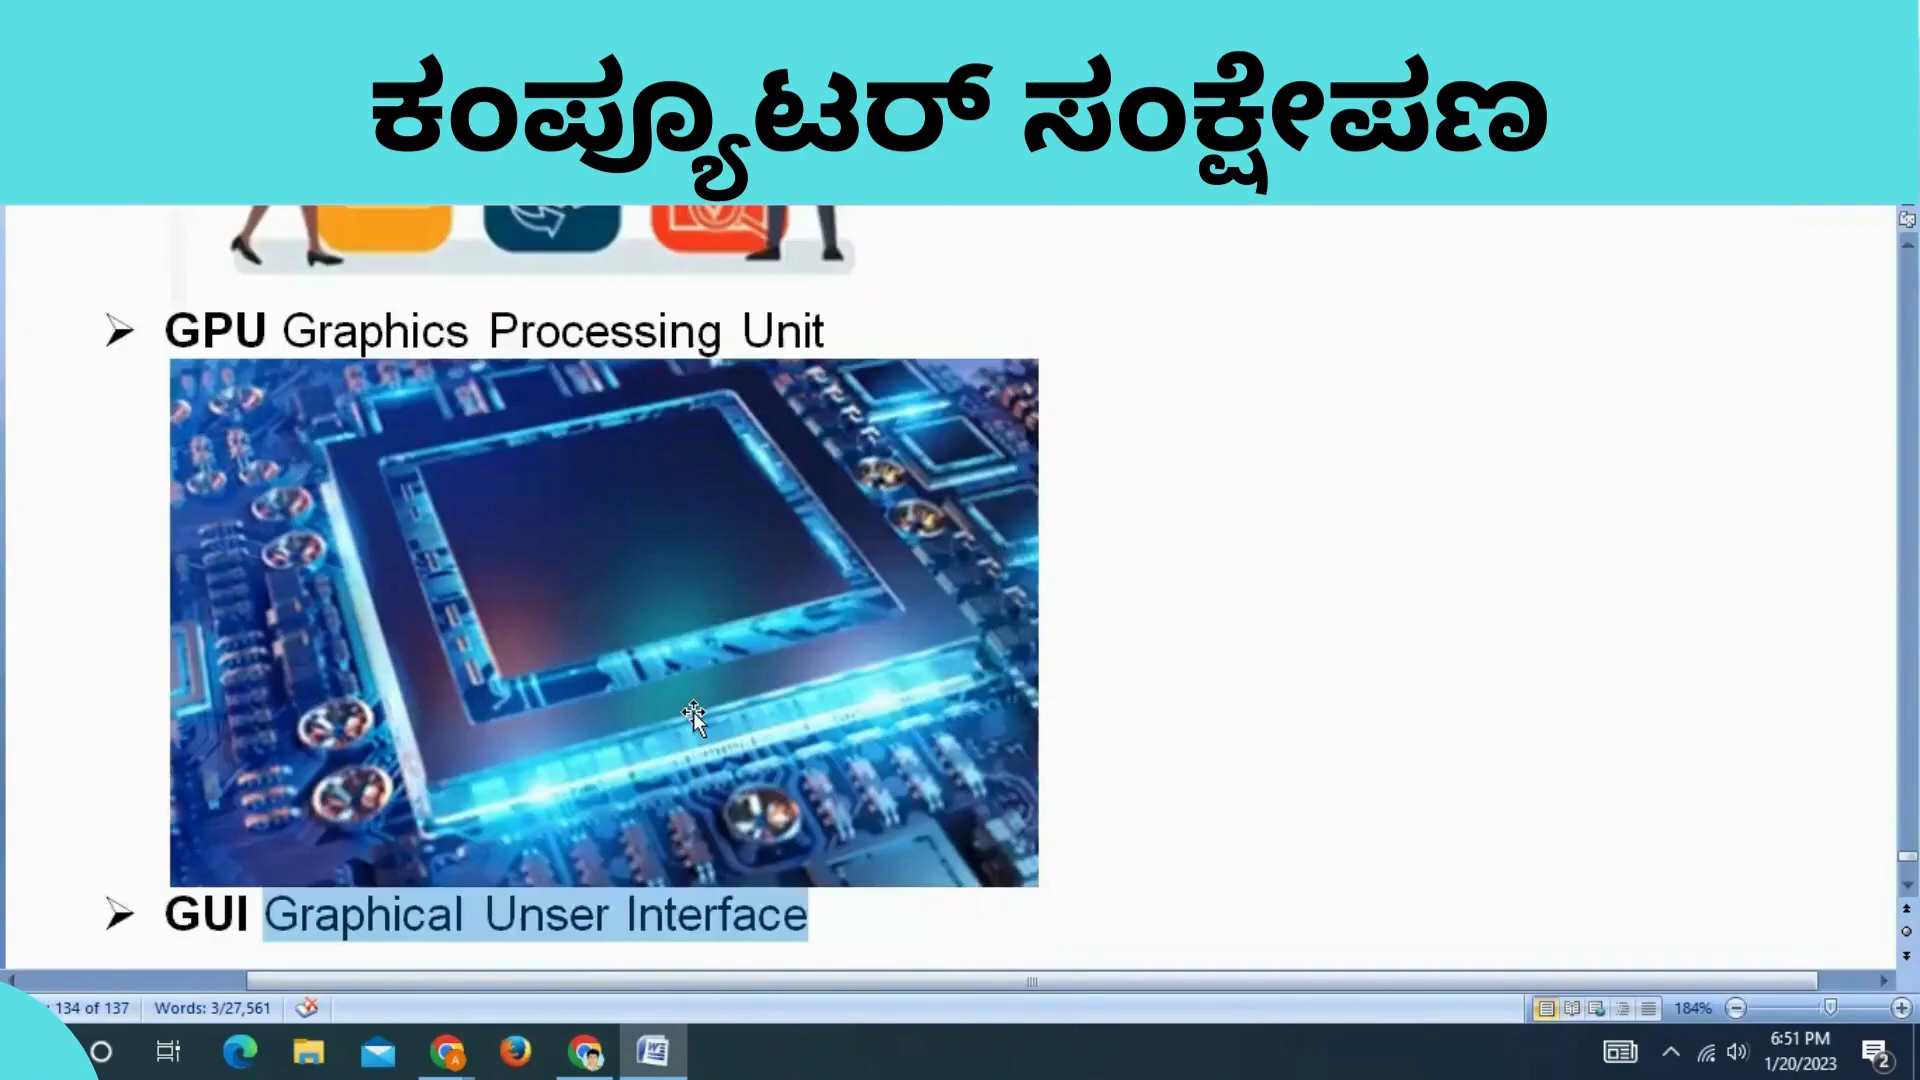 ಕಂಪ್ಯೂಟರ್ ಸಂಕ್ಷೇಪಣ
GPU Graphics Processing Unit
GUI Graphical Unser Interface
134 of 137 Words: 3/27,561 184%
6:51 PM
1/20/2023
2